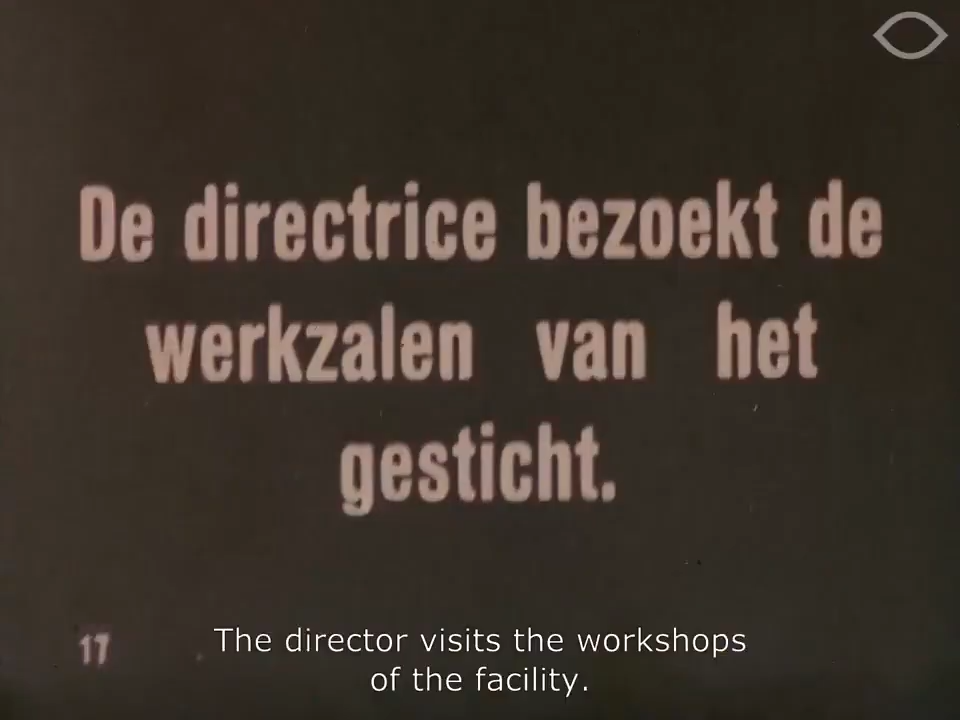 De directrice bezoekt de
werkzalen van het
gesticht.
17
The director visits the workshops
of the facility.